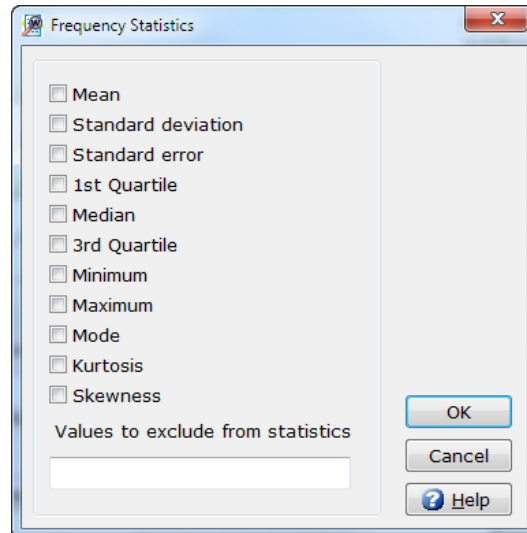 Frequency Statistics
Mean
Standard deviation
Standard error
1st Quartile
Median
3rd Quartile
Minimum
Maximum
Mode
Kurtosis
Skewness
Values to exclude from statistics
OK
Cancel
Help